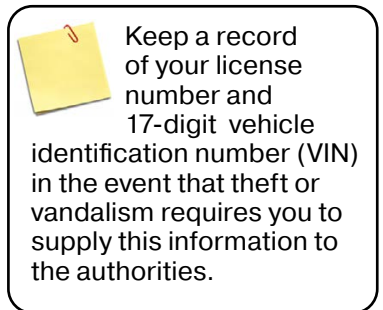 Keep a record
of your license
number and
17-digit vehicle
identification number (VIN)
in the event that theft or
vandalism requires you to
supply this information to
the authorities.